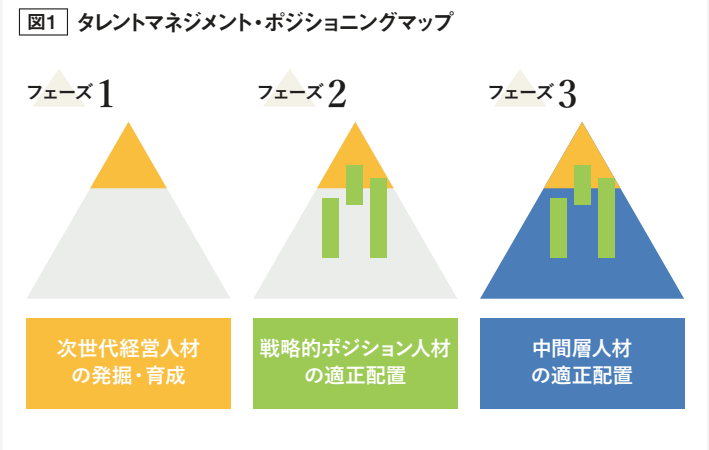 図1 タレントマネジメント・ポジショニングマップ
フェーズ1
フェーズ2
フェーズ3
次世代経営人材
の発掘・育成
戦略的ポジション人材
の適正配置
中間層人材
の適正配置